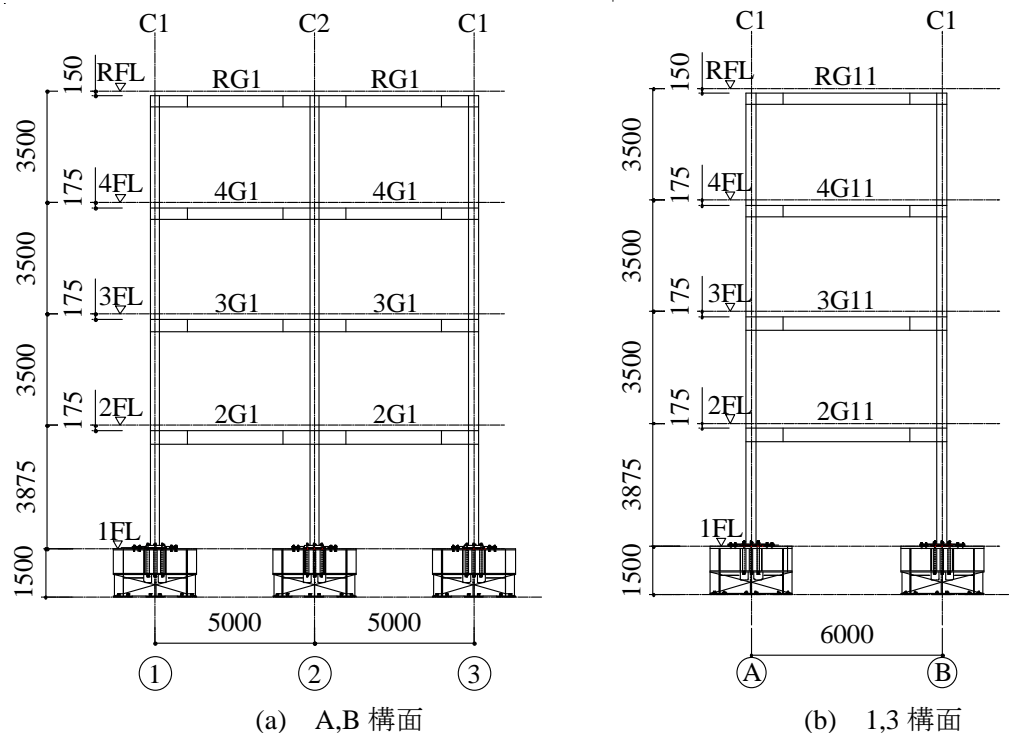 C1 C2 C1
150 RFL RG1 RG1
3500
175 4FL 4G1 4G1
3500
175 3FL 3G1 3G1
3500
175 2FL 2G1 2G1
3875
1FL
1500
5000 5000
1 2 3
(a) A,B 構面
C1 C1
150 RFL RG11
3500
175 4FL 4G11
3500
175 3FL 3G11
3500
175 2FL 2G11
3875
1FL
1500
6000
A B
(b) 1,3 構面